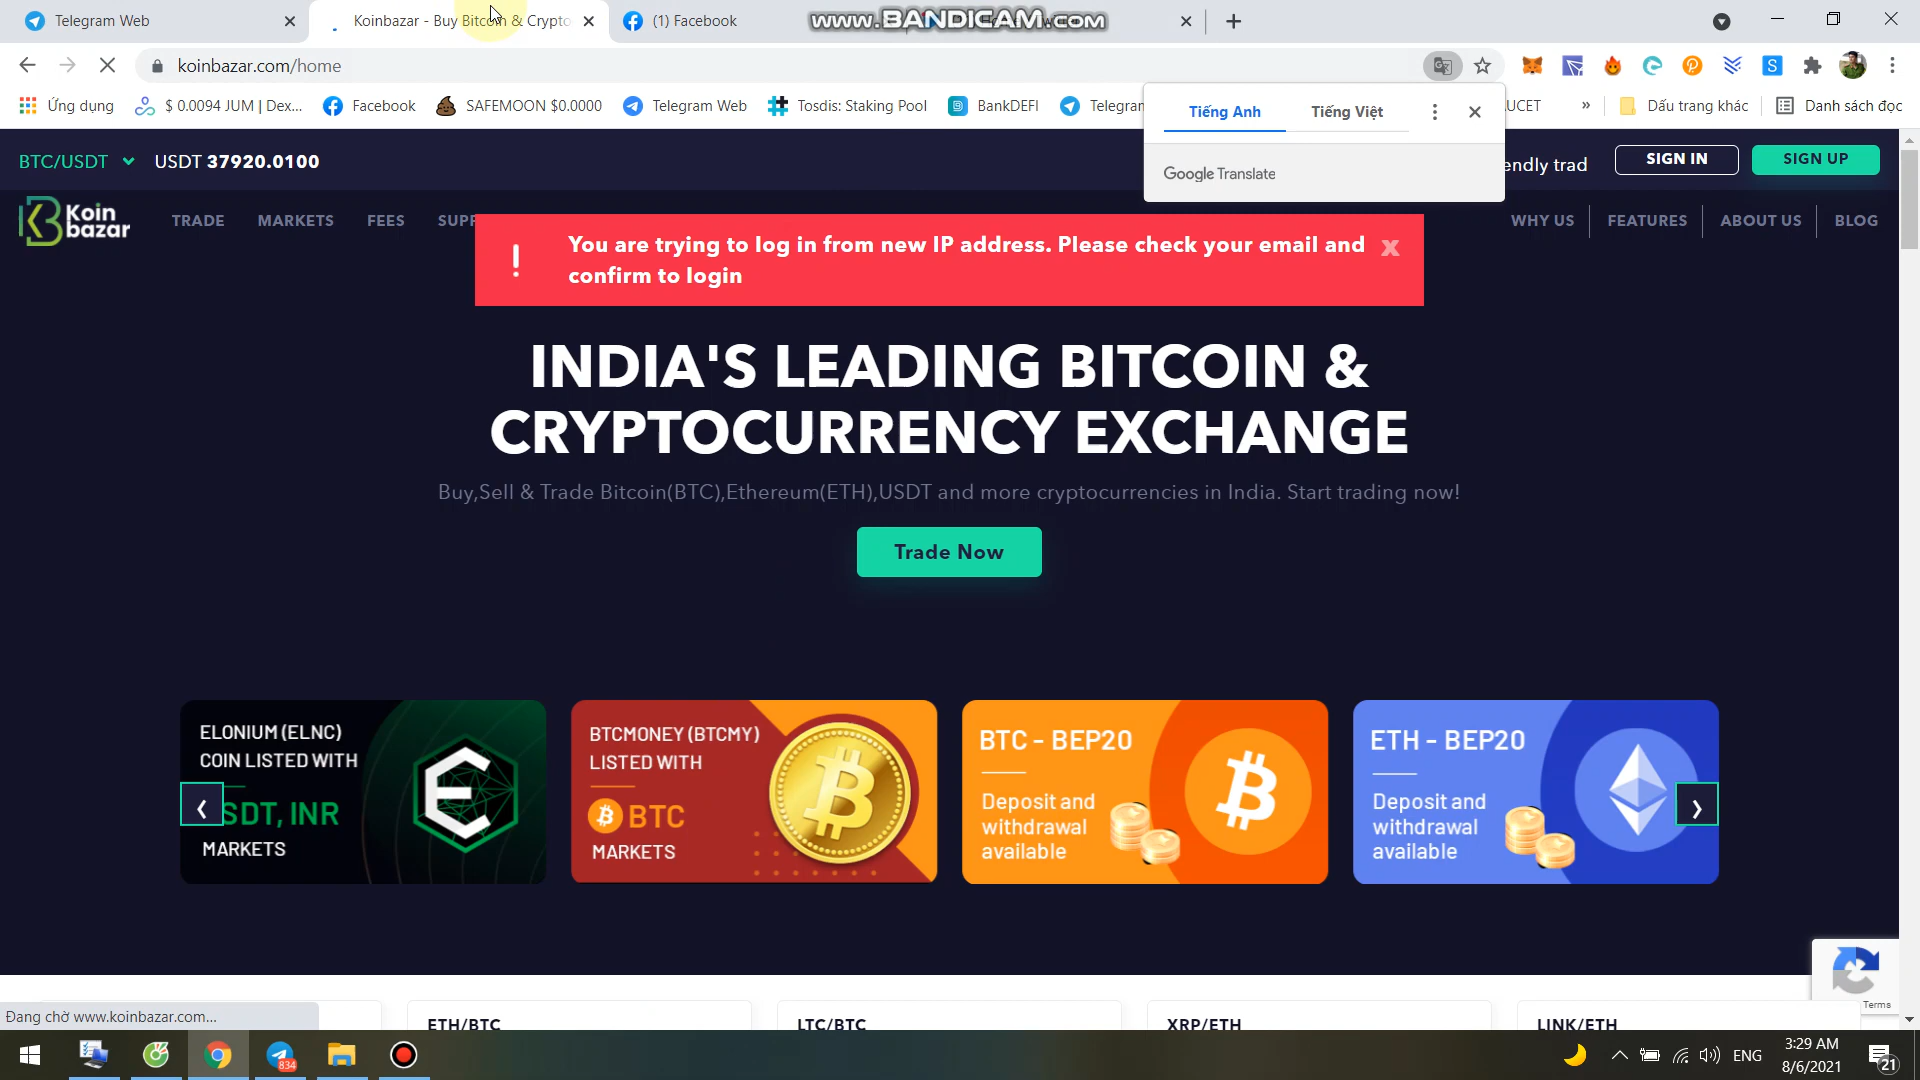 Telegram Web
Koinbazar - Buy Bitcoin & Crypto
(1) Facebook
www.BANDICAM.com
koinbazar.com/home
Ứng dụng
$ 0.0094 JUM | Dex...
Facebook
SAFEMOON $0.0000
Telegram Web
Tosdis: Staking Pool
BankDEFI
Telegram
UCET
»
Dấu trang khác
Danh sách đọc
Tiếng Anh
Tiếng Việt
Google Translate
BTC/USDT
USDT 37920.0100
endly trad
SIGN IN
SIGN UP
Koin
bazar
TRADE
MARKETS
FEES
SUPP
WHY US
FEATURES
ABOUT US
BLOG
!
You are trying to log in from new IP address. Please check your email and
confirm to login
x
INDIA'S LEADING BITCOIN &
CRYPTOCURRENCY EXCHANGE
Buy,Sell & Trade Bitcoin(BTC),Ethereum(ETH),USDT and more cryptocurrencies in India. Start trading now!
Trade Now
ELONIUM (ELNC)
COIN LISTED WITH
SDT, INR
MARKETS
BTCMONEY (BTCMY)
LISTED WITH
BTC
MARKETS
BTC - BEP20
Deposit and
withdrawal
available
ETH - BEP20
Deposit and
withdrawal
available
Terms
Đang chờ www.koinbazar.com...
ETH/BTC
LTC/BTC
XRP/ETH
LINK/ETH
834
ENG
3:29 AM
8/6/2021
21